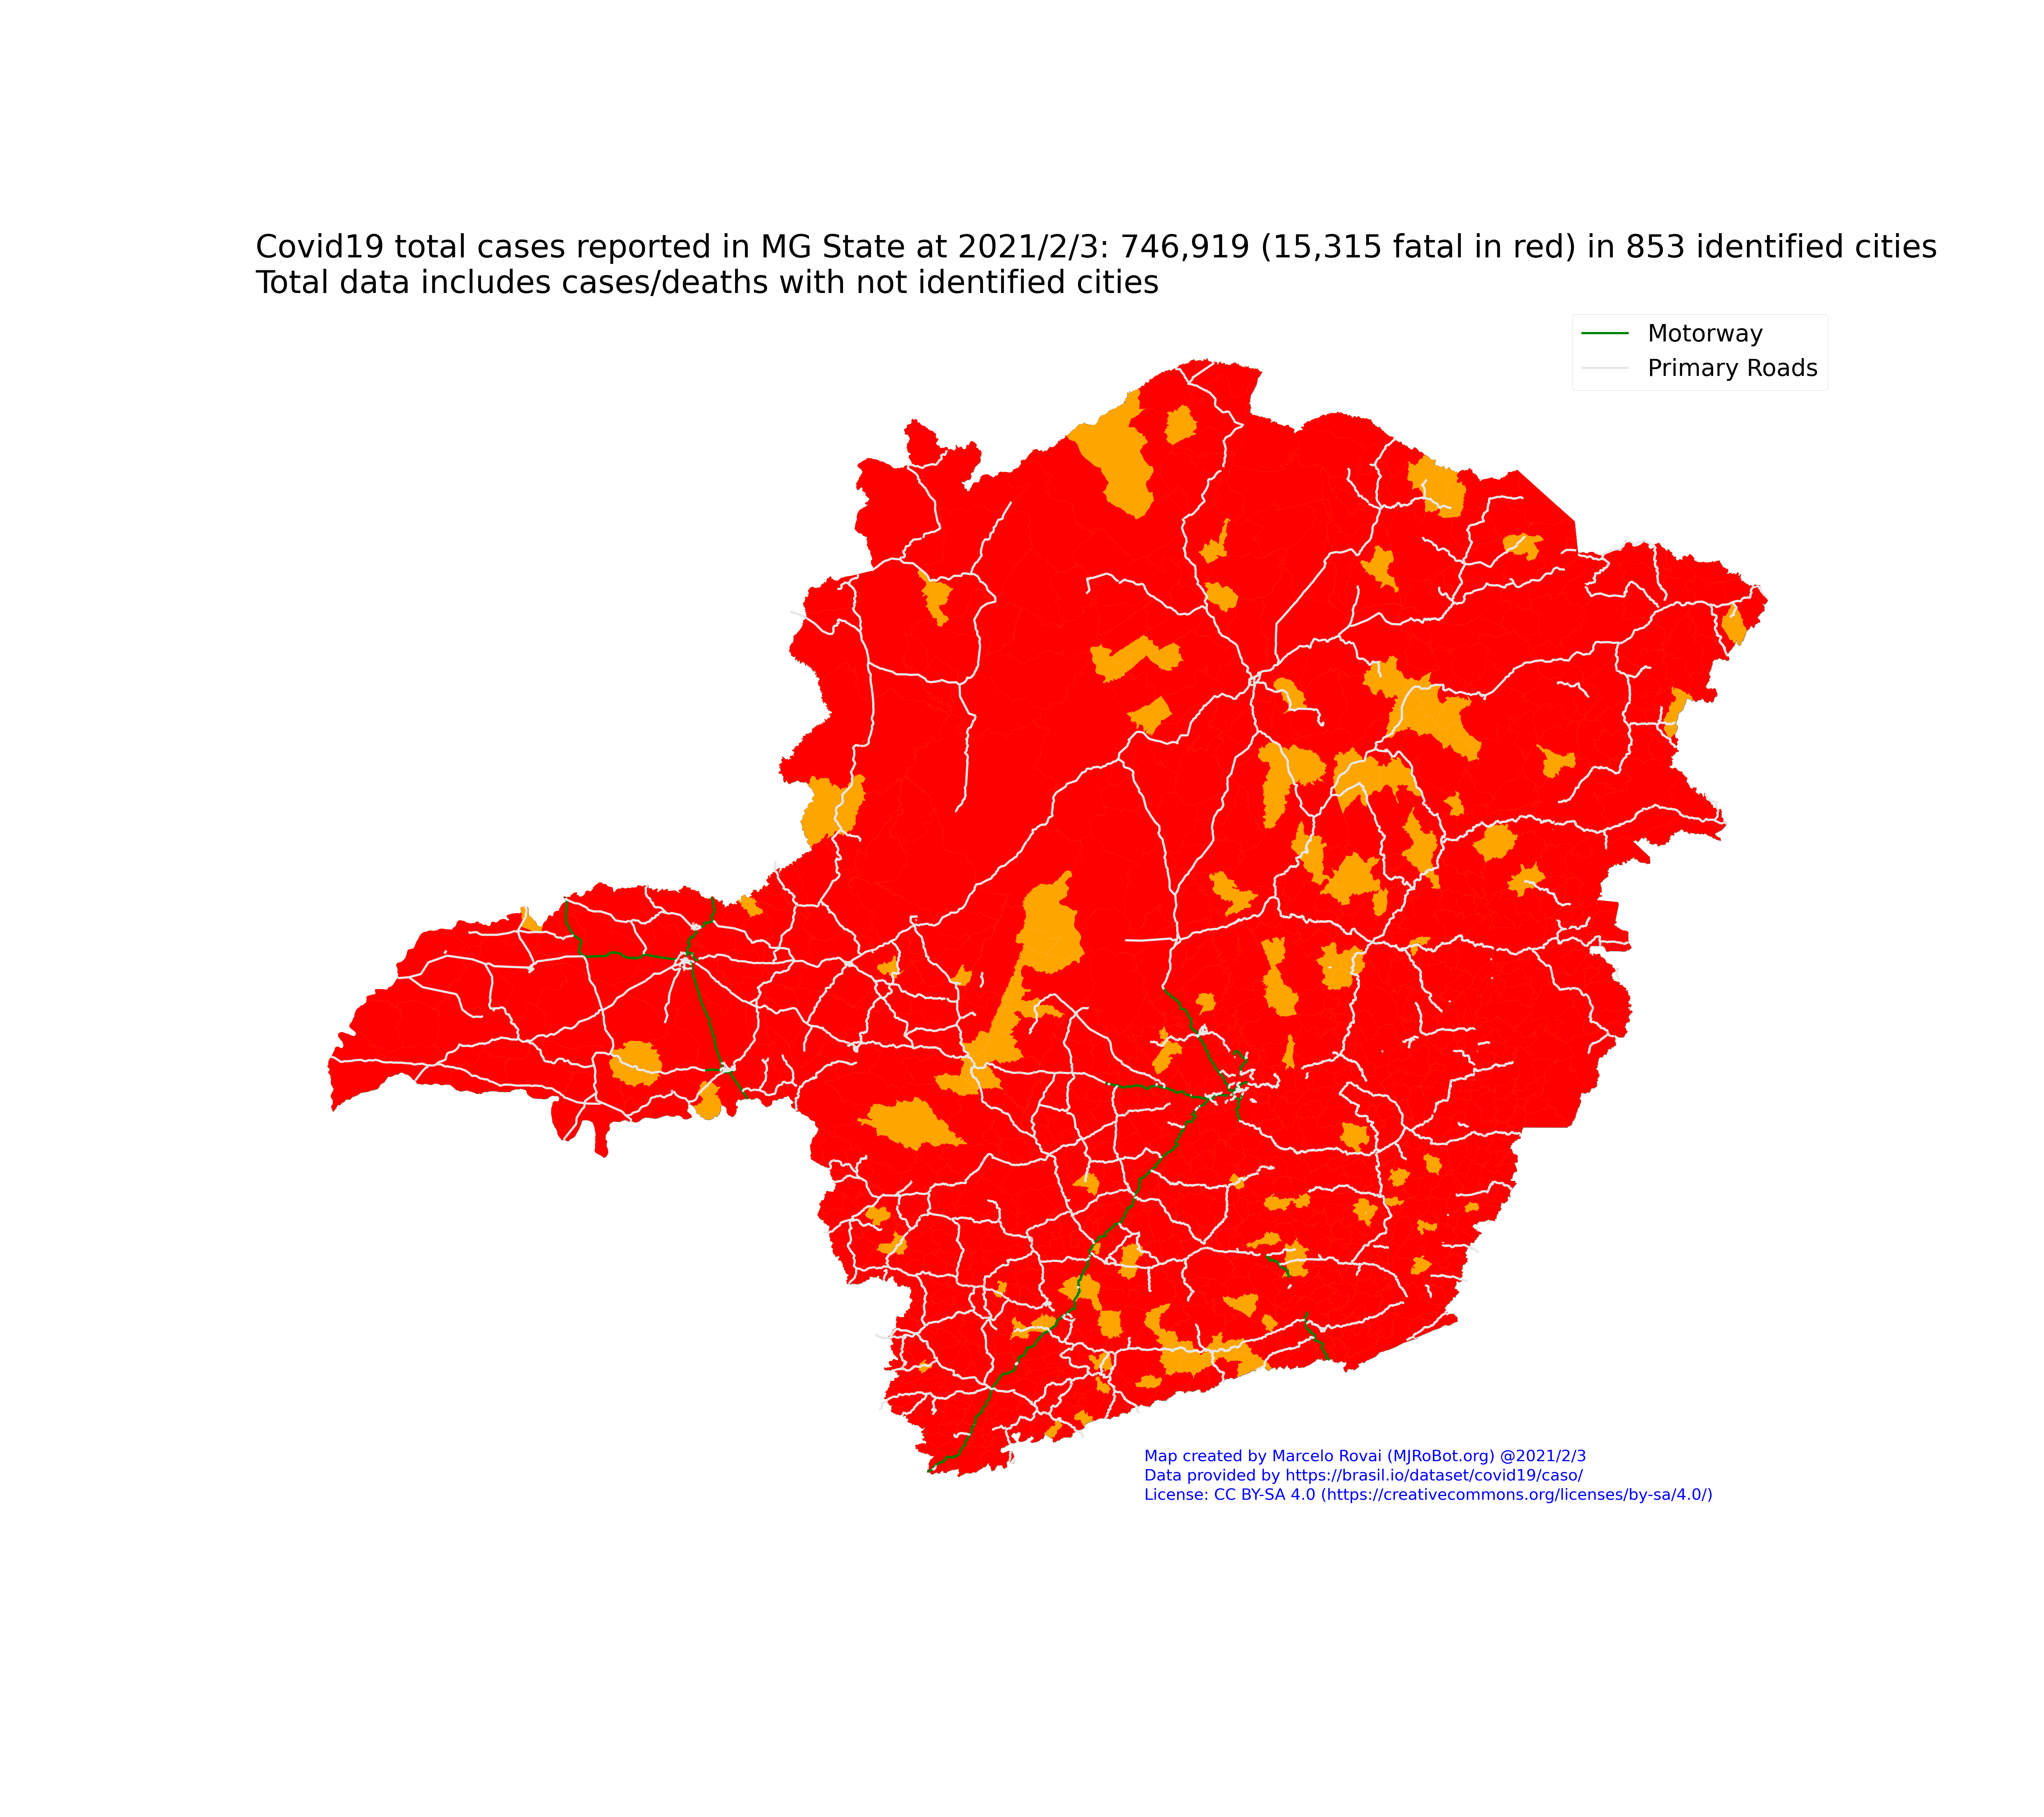 Covid19 total cases reported in MG State at 2021/2/3: 746,919 (15,315 fatal in red) in 853 identified cities
Total data includes cases/deaths with not identified cities
Motorway
Primary Roads
Map created by Marcelo Rovai (MJRoBot.org) @2021/2/3
Data provided by https://brasil.io/dataset/covid19/caso/
License: CC BY-SA 4.0 (https://creativecommons.org/licenses/by-sa/4.0/)